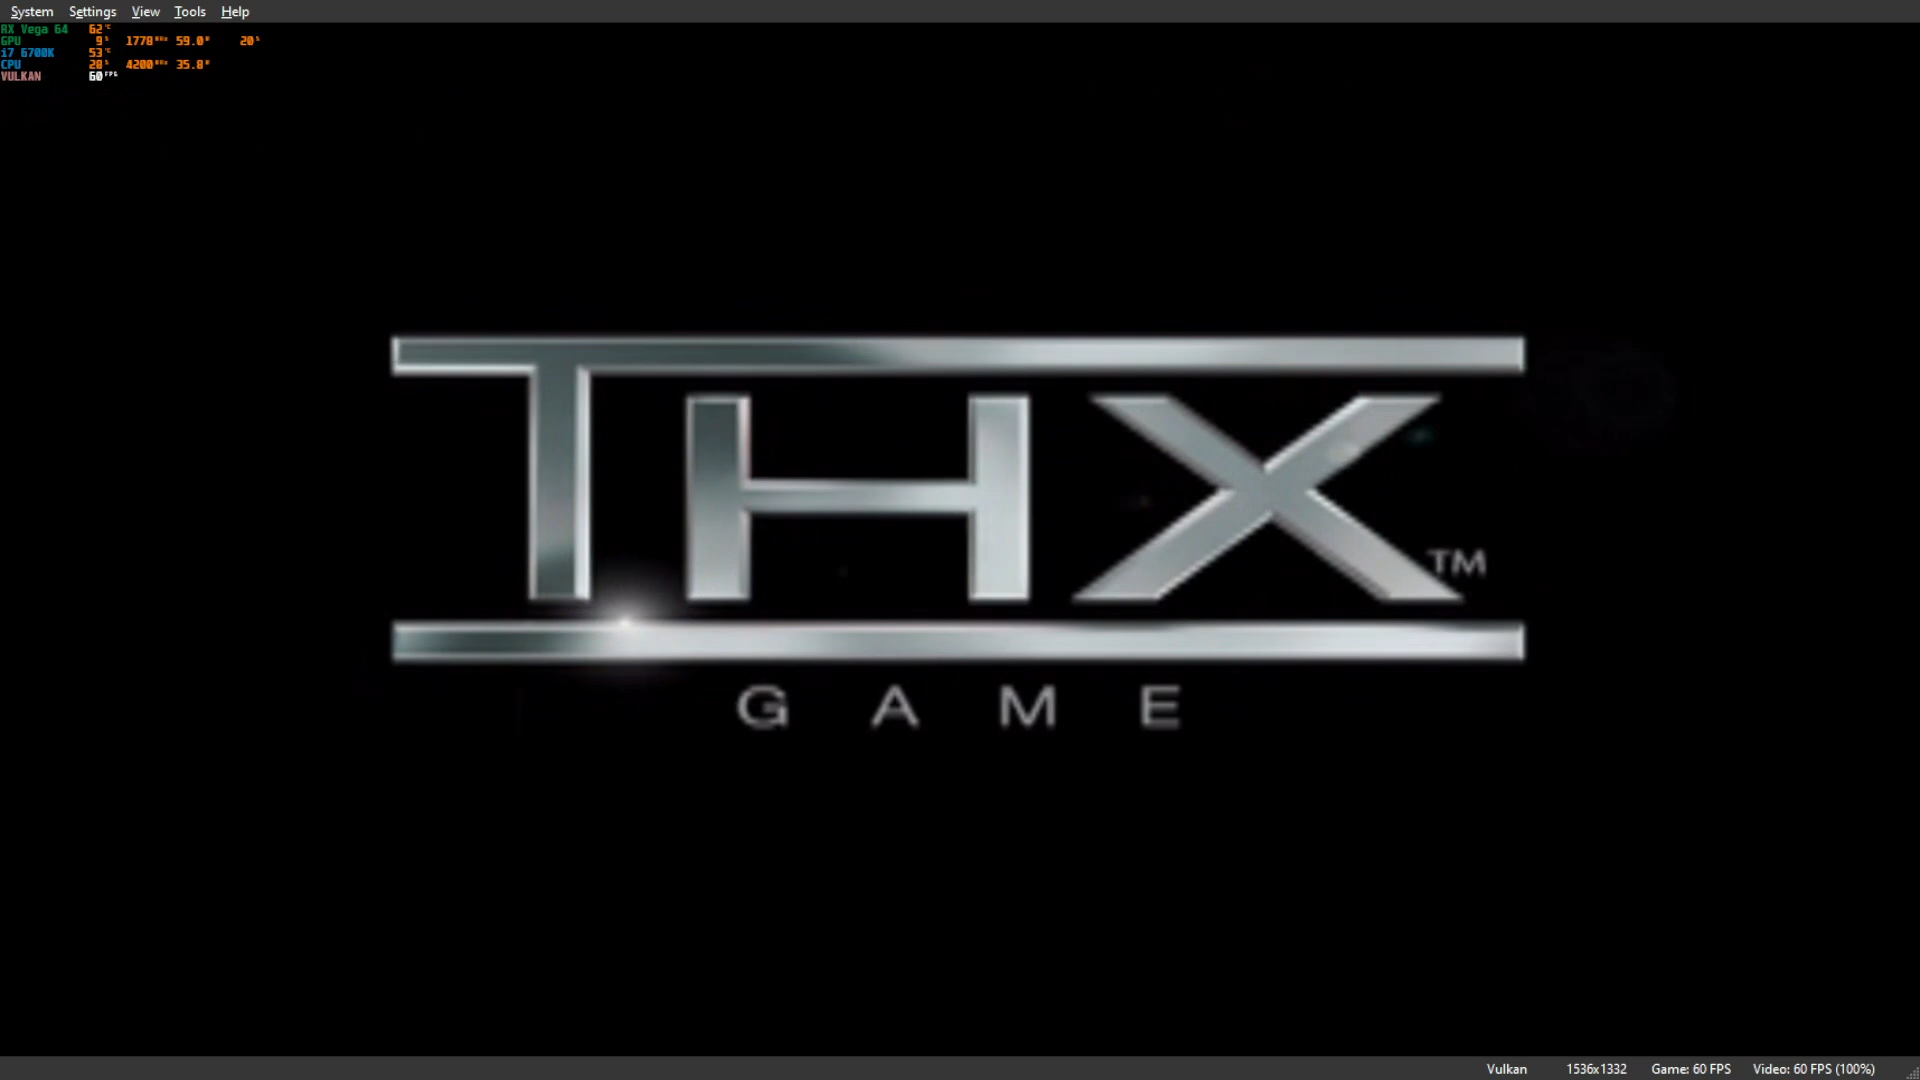 System Settings View Tools Help
RX Vega 64 62°C
GPU 9% 1778MHz 59.0W 20%
i7 6700K 53°C
CPU 28% 4200MHz 35.8W
VULKAN 60FPS
THX™
GAME
Vulkan 1536x1332 Game: 60 FPS Video: 60 FPS (100%)